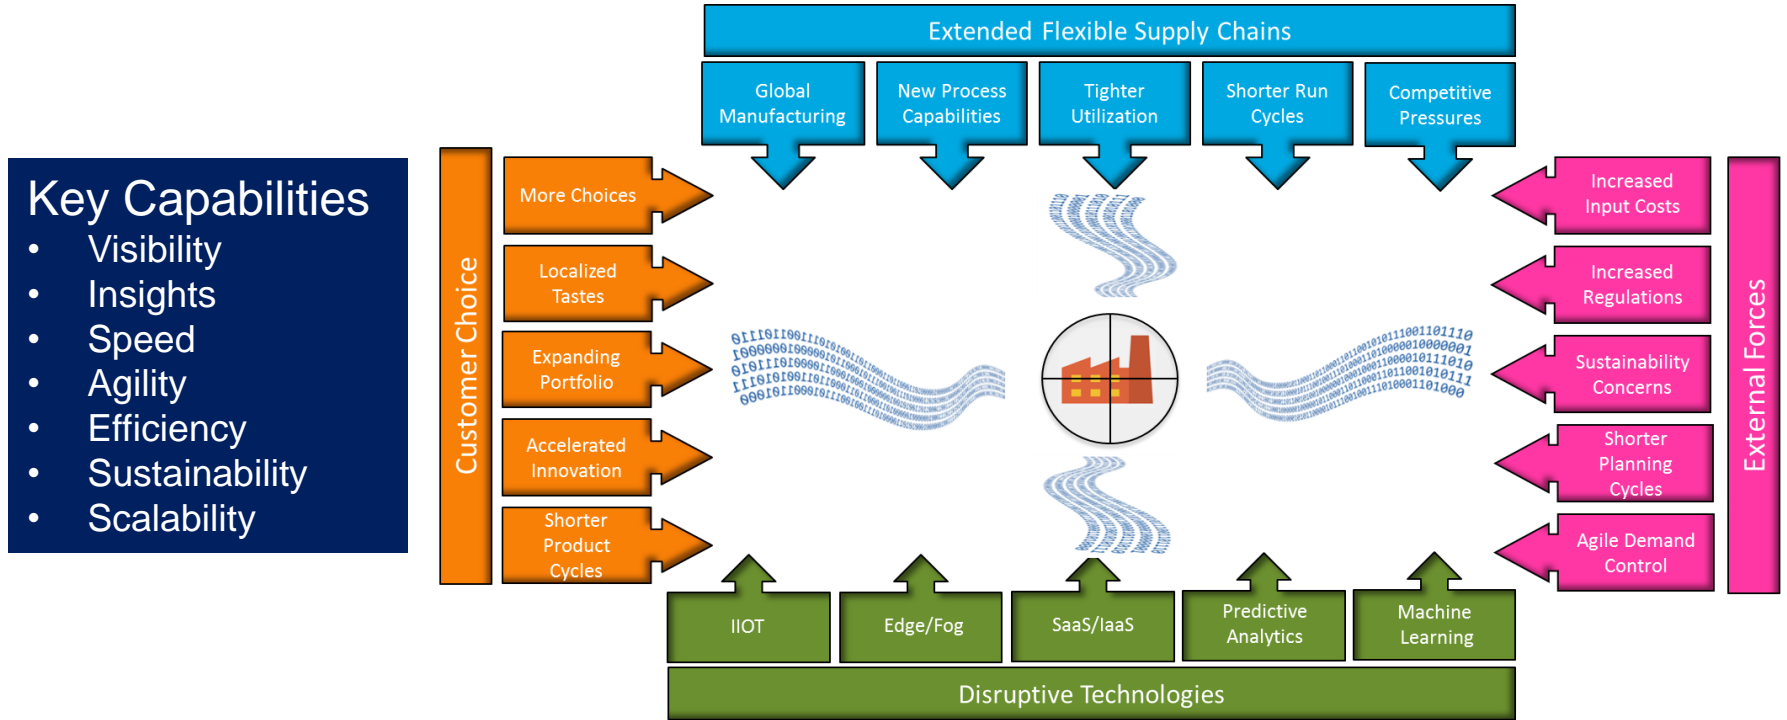 Extended Flexible Supply Chains
Global
Manufacturing
New Process
Capabilities
Tighter
Utilization
Shorter Run
Cycles
Competitive
Pressures
Key Capabilities
• Visibility
• Insights
• Speed
• Agility
• Efficiency
• Sustainability
• Scalability
Customer Choice
More Choices
Localized
Tastes
Expanding
Portfolio
Accelerated
Innovation
Shorter
Product
Cycles
Increased
Input Costs
Increased
Regulations
Sustainability
Concerns
Shorter
Planning
Cycles
Agile Demand
Control
External Forces
IIOT
Edge/Fog
SaaS/IaaS
Predictive
Analytics
Machine
Learning
Disruptive Technologies